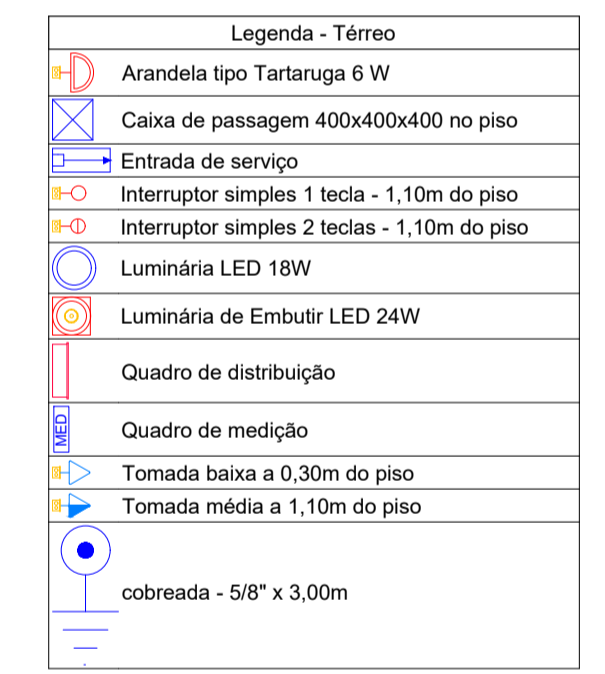 Legenda - Térreo
Arandela tipo Tartaruga 6 W
Caixa de passagem 400x400x400 no piso
Entrada de serviço
Interruptor simples 1 tecla - 1,10m do piso
Interruptor simples 2 teclas - 1,10m do piso
Luminária LED 18W
Luminária de Embutir LED 24W
Quadro de distribuição
MED
Quadro de medição
Tomada baixa a 0,30m do piso
Tomada média a 1,10m do piso
cobreada - 5/8" x 3,00m